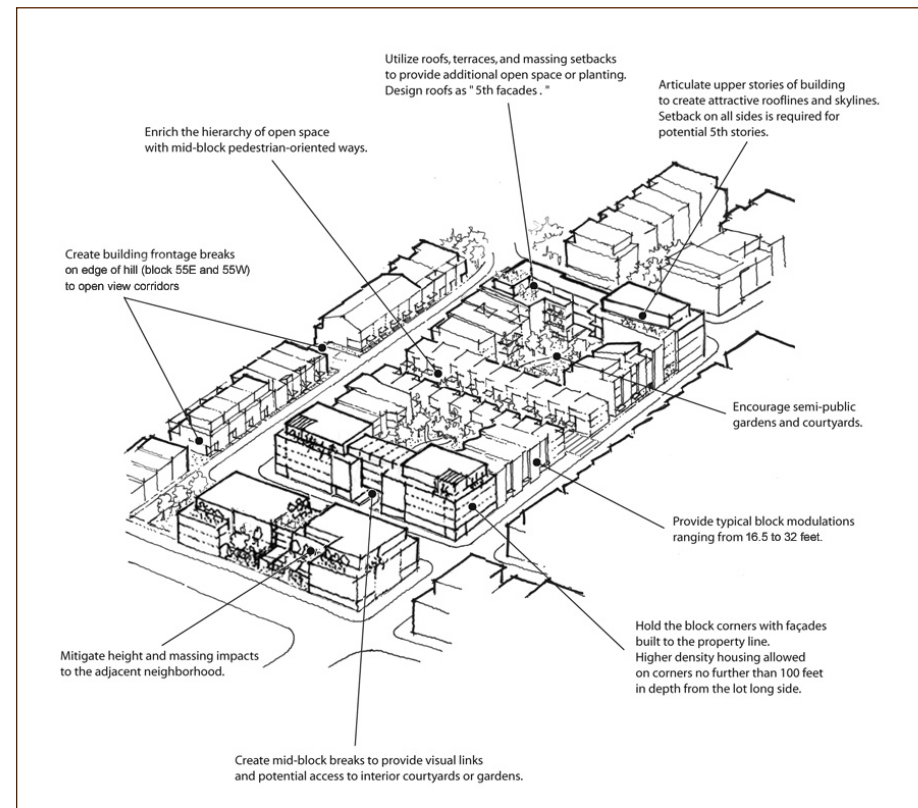 Utilize roofs, terraces, and massing setbacks
to provide additional open space or planting.
Design roofs as " 5th facades . "
Articulate upper stories of building
to create attractive rooflines and skylines.
Setback on all sides is required for
potential 5th stories.
Enrich the hierarchy of open space
with mid-block pedestrian-oriented ways.
Create building frontage breaks
on edge of hill (block 55E and 55W)
to open view corridors
Encourage semi-public
gardens and courtyards.
Provide typical block modulations
ranging from 16.5 to 32 feet.
Hold the block corners with façades
built to the property line.
Higher density housing allowed
on corners no further than 100 feet
in depth from the lot long side.
Mitigate height and massing impacts
to the adjacent neighborhood.
Create mid-block breaks to provide visual links
and potential access to interior courtyards or gardens.